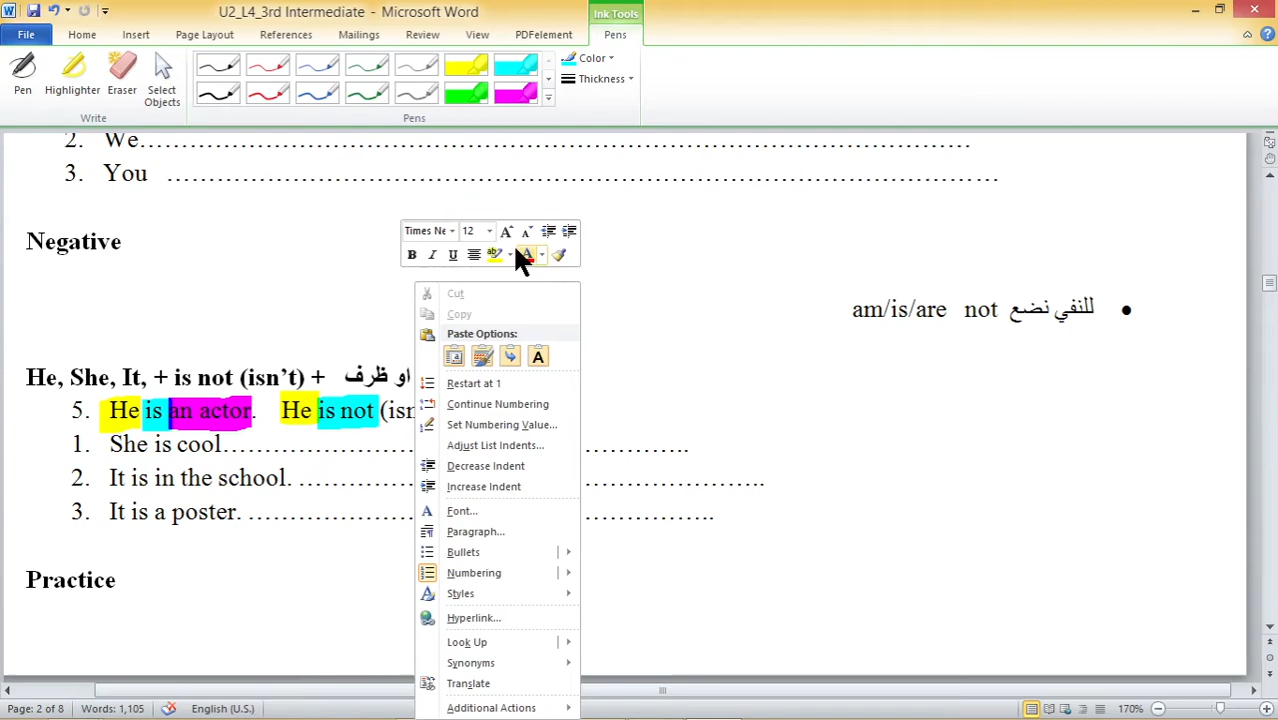 U2_L4_3rd Intermediate - Microsoft Word
Ink Tools
File Home Insert Page Layout References Mailings Review View PDFelement Pens
Pen Highlighter Eraser Select Objects
Color
Thickness
Write Pens
2. We……………………………………………………………………………………
3. You ……………………………………………………………………………………
Negative
Times Ne 12
• للنفي نضع am/is/are not
He, She, It, + is not (isn’t) + او ظرف
5. He is an actor. He is not (isn
1. She is cool…………………………………………….
2. It is in the school. ……………………………………………..
3. It is a poster. …………………………………………….
Practice
Cut
Copy
Paste Options:
Restart at 1
Continue Numbering
Set Numbering Value...
Adjust List Indents...
Decrease Indent
Increase Indent
Font...
Paragraph...
Bullets
Numbering
Styles
Hyperlink...
Look Up
Synonyms
Translate
Additional Actions
Page: 2 of 8 Words: 1,105 English (U.S.) 170%